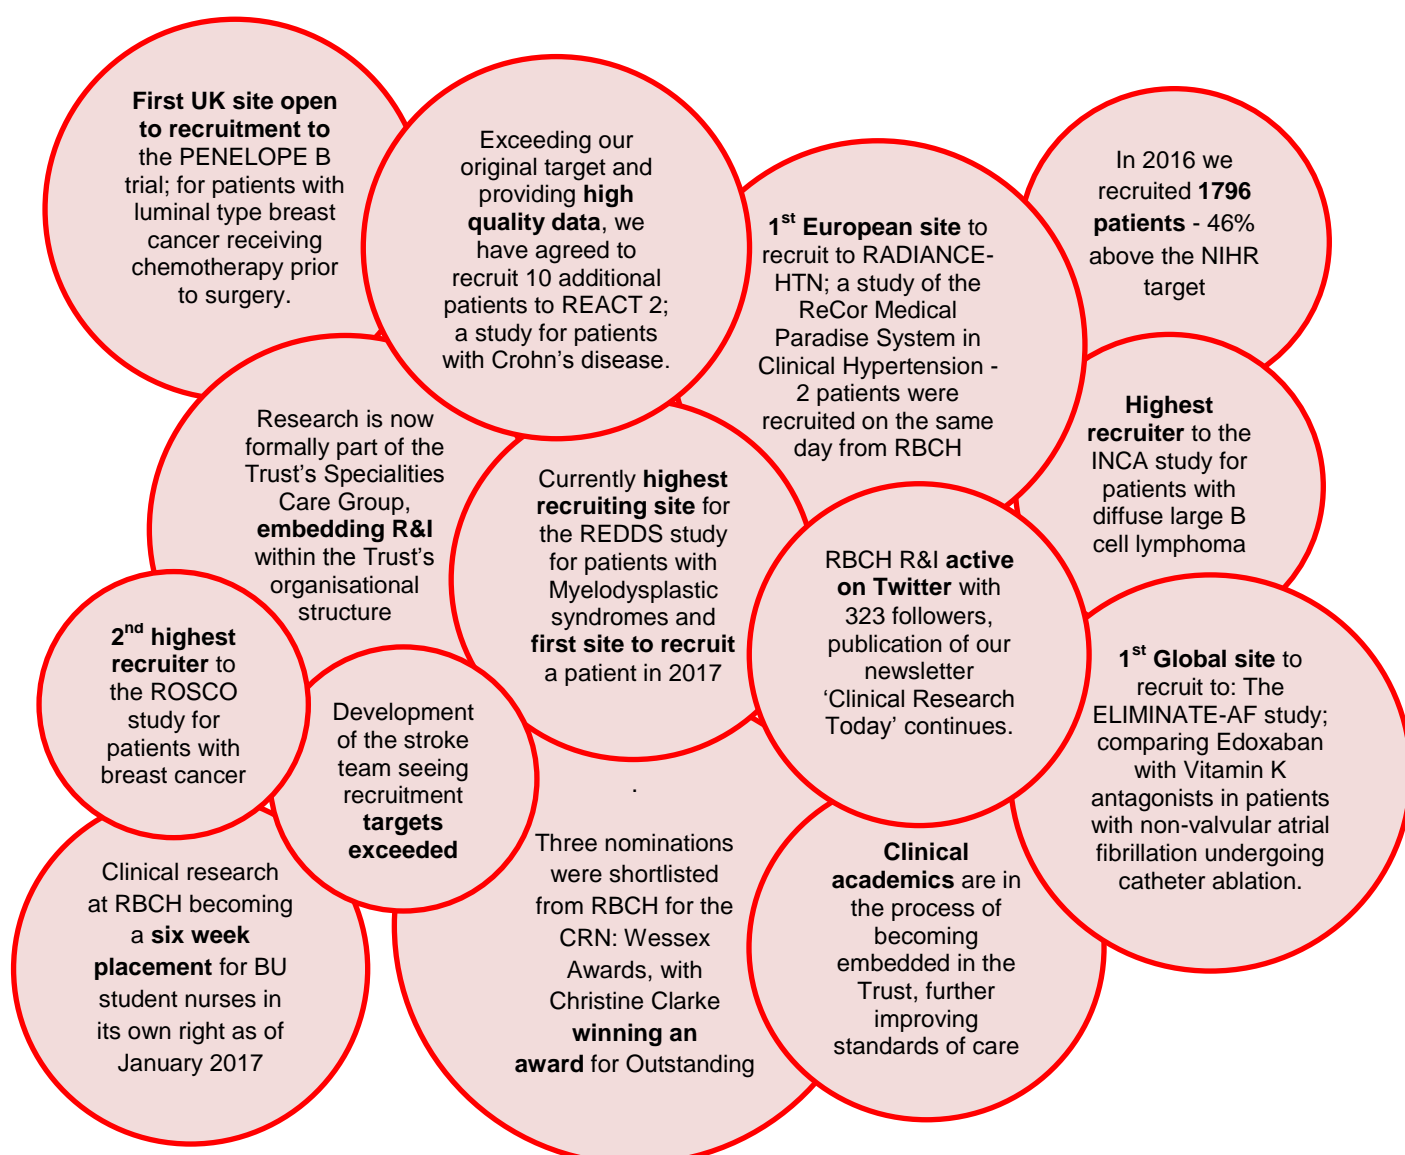 First UK site open
to recruitment to
the PENELOPE B
trial; for patients with
luminal type breast
cancer receiving
chemotherapy prior
to surgery.
Exceeding our
original target and
providing high
quality data, we
have agreed to
recruit 10 additional
patients to REACT 2;
a study for patients
with Crohn’s disease.
1st European site to
recruit to RADIANCE-
HTN; a study of the
ReCor Medical
Paradise System in
Clinical Hypertension -
2 patients were
recruited on the same
day from RBCH
In 2016 we
recruited 1796
patients - 46%
above the NIHR
target
Research is now
formally part of the
Trust’s Specialities
Care Group,
embedding R&I
within the Trust’s
organisational
structure
Currently highest
recruiting site for
the REDDS study
for patients with
Myelodysplastic
syndromes and
first site to recruit
a patient in 2017
Highest
recruiter to the
INCA study for
patients with
diffuse large B
cell lymphoma
RBCH R&I active
on Twitter with
323 followers,
publication of our
newsletter
‘Clinical Research
Today’ continues.
2nd highest
recruiter to
the ROSCO
study for
patients with
breast cancer
Development
of the stroke
team seeing
recruitment
targets
exceeded
1st Global site to
recruit to: The
ELIMINATE-AF study;
comparing Edoxaban
with Vitamin K
antagonists in patients
with non-valvular atrial
fibrillation undergoing
catheter ablation.
Clinical research
at RBCH becoming
a six week
placement for BU
student nurses in
its own right as of
January 2017
.
Three nominations
were shortlisted
from RBCH for the
CRN: Wessex
Awards, with
Christine Clarke
winning an
award for Outstanding
Clinical
academics are in
the process of
becoming
embedded in the
Trust, further
improving
standards of care